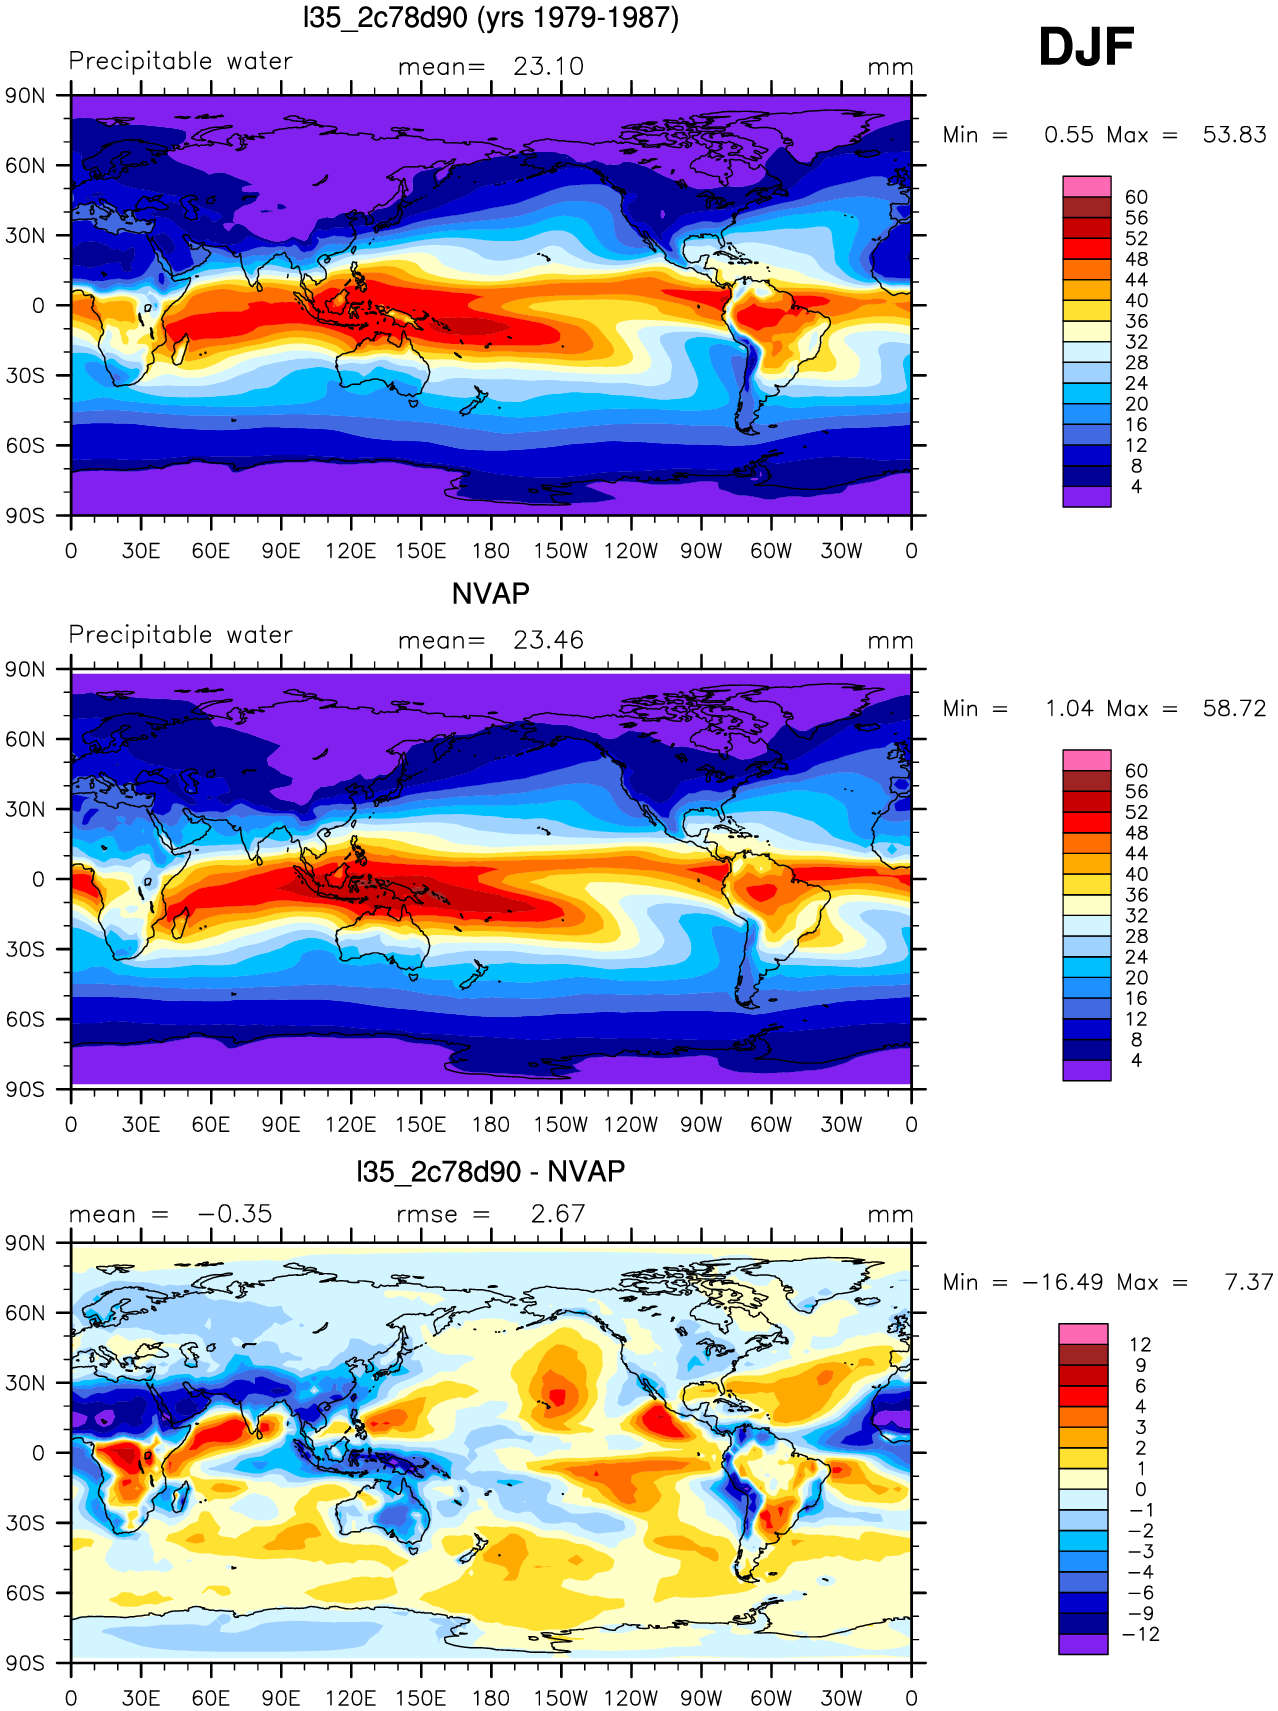 l35_2c78d90 (yrs 1979-1987)
DJF
Precipitable water mean= 23.10 mm
Min = 0.55 Max = 53.83
90N
60N
30N
0
30S
60S
90S
0 30E 60E 90E 120E 150E 180 150W 120W 90W 60W 30W 0
60
56
52
48
44
40
36
32
28
24
20
16
12
8
4
NVAP
Precipitable water mean= 23.46 mm
Min = 1.04 Max = 58.72
90N
60N
30N
0
30S
60S
90S
0 30E 60E 90E 120E 150E 180 150W 120W 90W 60W 30W 0
60
56
52
48
44
40
36
32
28
24
20
16
12
8
4
l35_2c78d90 - NVAP
mean = -0.35 rmse = 2.67 mm
Min = -16.49 Max = 7.37
90N
60N
30N
0
30S
60S
90S
0 30E 60E 90E 120E 150E 180 150W 120W 90W 60W 30W 0
12
9
6
4
3
2
1
0
-1
-2
-3
-4
-6
-9
-12